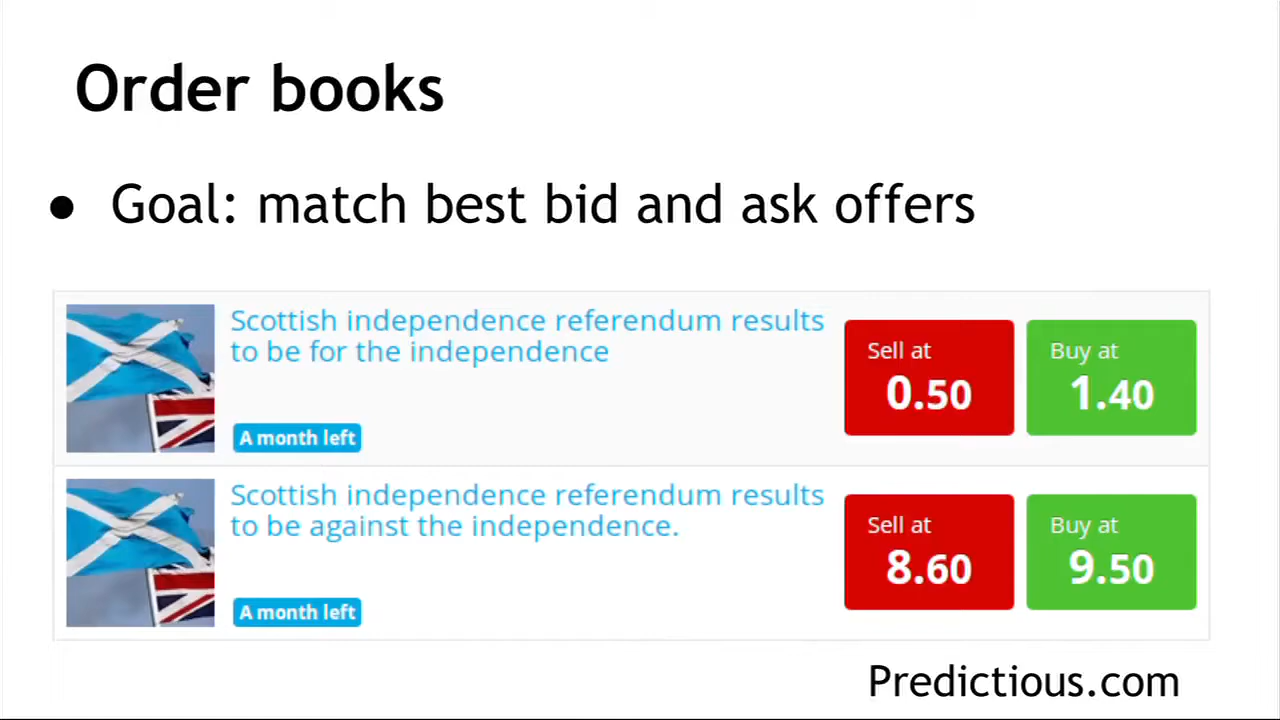 Order books
● Goal: match best bid and ask offers
Scottish independence referendum results
to be for the independence
A month left
Sell at
0.50
Buy at
1.40
Scottish independence referendum results
to be against the independence.
A month left
Sell at
8.60
Buy at
9.50
Predictious.com